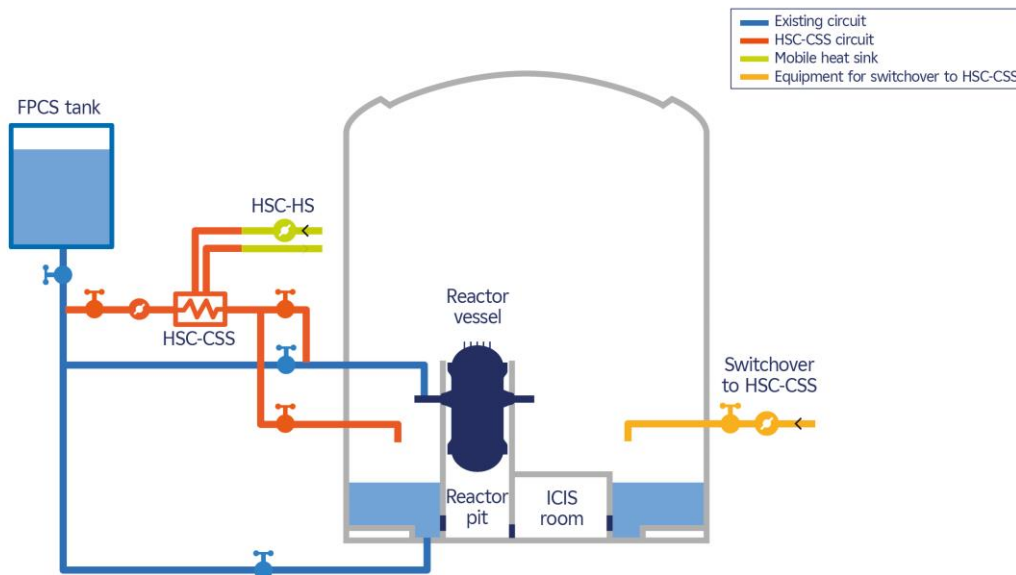 Existing circuit
HSC-CSS circuit
Mobile heat sink
Equipment for switchover to HSC-CSS
FPCS tank
HSC-HS
HSC-CSS
Reactor
vessel
Switchover
to HSC-CSS
Reactor
pit
ICIS
room